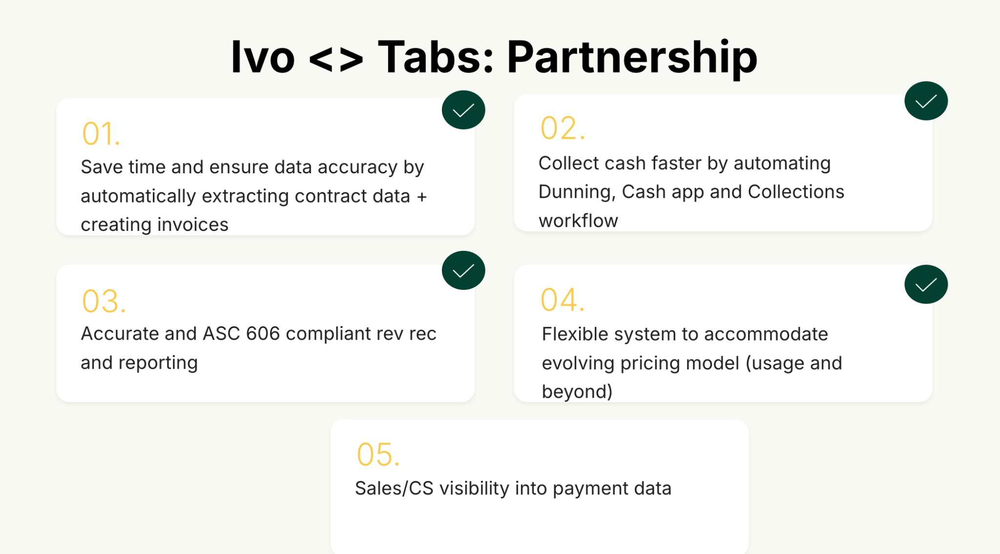 Ivo <> Tabs: Partnership
01.
Save time and ensure data accuracy by
automatically extracting contract data +
creating invoices
02.
Collect cash faster by automating
Dunning, Cash app and Collections
workflow
03.
Accurate and ASC 606 compliant rev rec
and reporting
04.
Flexible system to accommodate
evolving pricing model (usage and
beyond)
05.
Sales/CS visibility into payment data